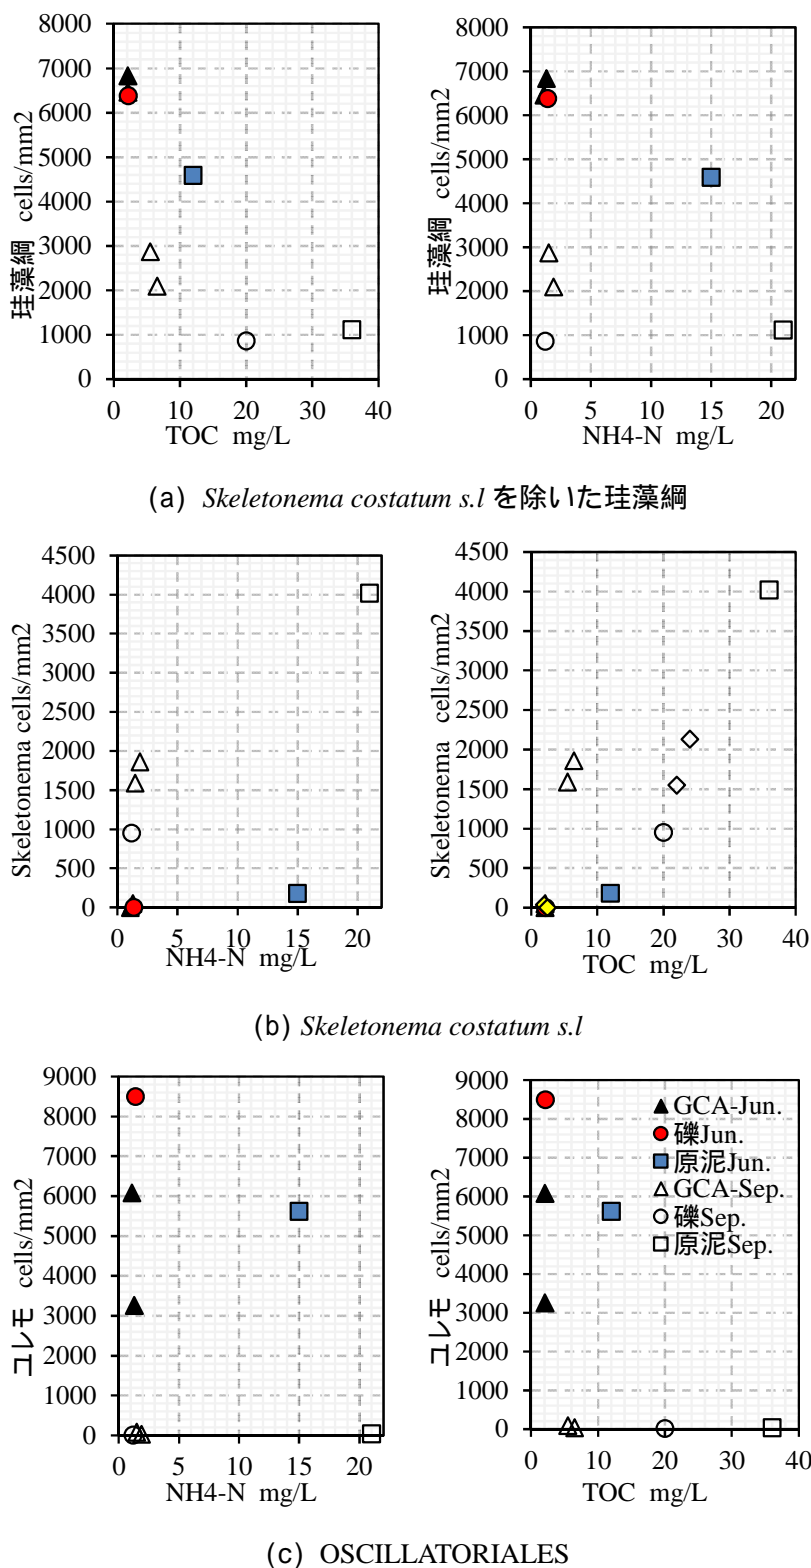 8000
7000
6000
5000
4000
3000
2000
1000
0
珪藻綱 cells/mm2
0 10 20 30 40
TOC mg/L
8000
7000
6000
5000
4000
3000
2000
1000
0
珪藻綱 cells/mm2
0 5 10 15 20
NH4-N mg/L
(a) Skeletonema costatum s.l を除いた珪藻綱
4500
4000
3500
3000
2500
2000
1500
1000
500
0
Skeletonema cells/mm2
0 5 10 15 20
NH4-N mg/L
4500
4000
3500
3000
2500
2000
1500
1000
500
0
Skeletonema cells/mm2
0 10 20 30 40
TOC mg/L
(b) Skeletonema costatum s.l
9000
8000
7000
6000
5000
4000
3000
2000
1000
0
ユレモ cells/mm2
0 5 10 15 20
NH4-N mg/L
9000
8000
7000
6000
5000
4000
3000
2000
1000
0
ユレモ cells/mm2
GCA-Jun.
礫Jun.
原泥Jun.
GCA-Sep.
礫Sep.
原泥Sep.
0 10 20 30 40
TOC mg/L
(c) OSCILLATORIALES